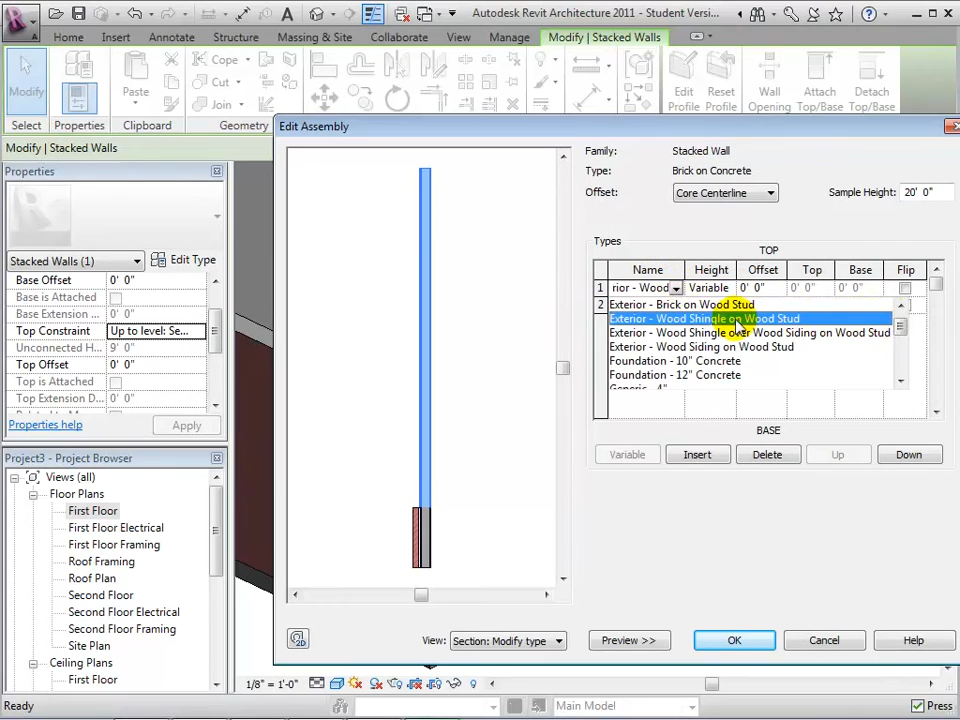 Autodesk Revit Architecture 2011 - Student Versi...
Home Insert Annotate Structure Massing & Site Collaborate View Manage Modify | Stacked Walls
Modify Paste Cope Cut Join Edit Profile Reset Profile Wall Opening Attach Top/Base Detach Top/Base
Select Properties Clipboard Geometry
Modify | Stacked Walls
Properties
Stacked Walls (1) Edit Type
Base Offset 0' 0"
Base is Attached
Base Extension ... 0' 0"
Top Constraint Up to level: Se...
Unconnected H... 9' 0"
Top Offset 0' 0"
Top is Attached
Top Extension D... 0' 0"
Properties help Apply
Project3 - Project Browser
Views (all)
Floor Plans
First Floor
First Floor Electrical
First Floor Framing
Roof Framing
Roof Plan
Second Floor
Second Floor Electrical
Second Floor Framing
Site Plan
Ceiling Plans
First Floor
Edit Assembly
Family: Stacked Wall
Type: Brick on Concrete
Offset: Core Centerline Sample Height: 20' 0"
Types
TOP
Name Height Offset Top Base Flip
1 rior - Wood Variable 0' 0" 0' 0" 0' 0"
2 Exterior - Brick on Wood Stud
Exterior - Wood Shingle on Wood Stud
Exterior - Wood Shingle over Wood Siding on Wood Stud
Exterior - Wood Siding on Wood Stud
Foundation - 10" Concrete
Foundation - 12" Concrete
Generic - 4"
BASE
Variable Insert Delete Up Down
View: Section: Modify type Preview >> OK Cancel Help
1/8" = 1'-0"
Ready Main Model Press